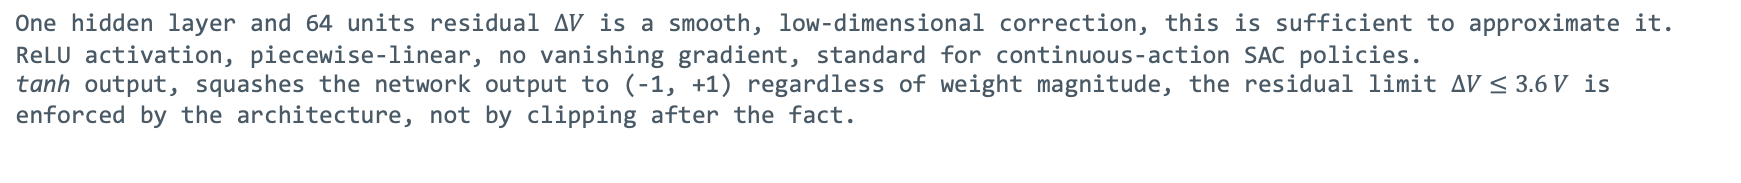 One hidden layer and 64 units residual ΔV is a smooth, low-dimensional correction, this is sufficient to approximate it.
ReLU activation, piecewise-linear, no vanishing gradient, standard for continuous-action SAC policies.
tanh output, squashes the network output to (-1, +1) regardless of weight magnitude, the residual limit ΔV ≤ 3.6 V is
enforced by the architecture, not by clipping after the fact.